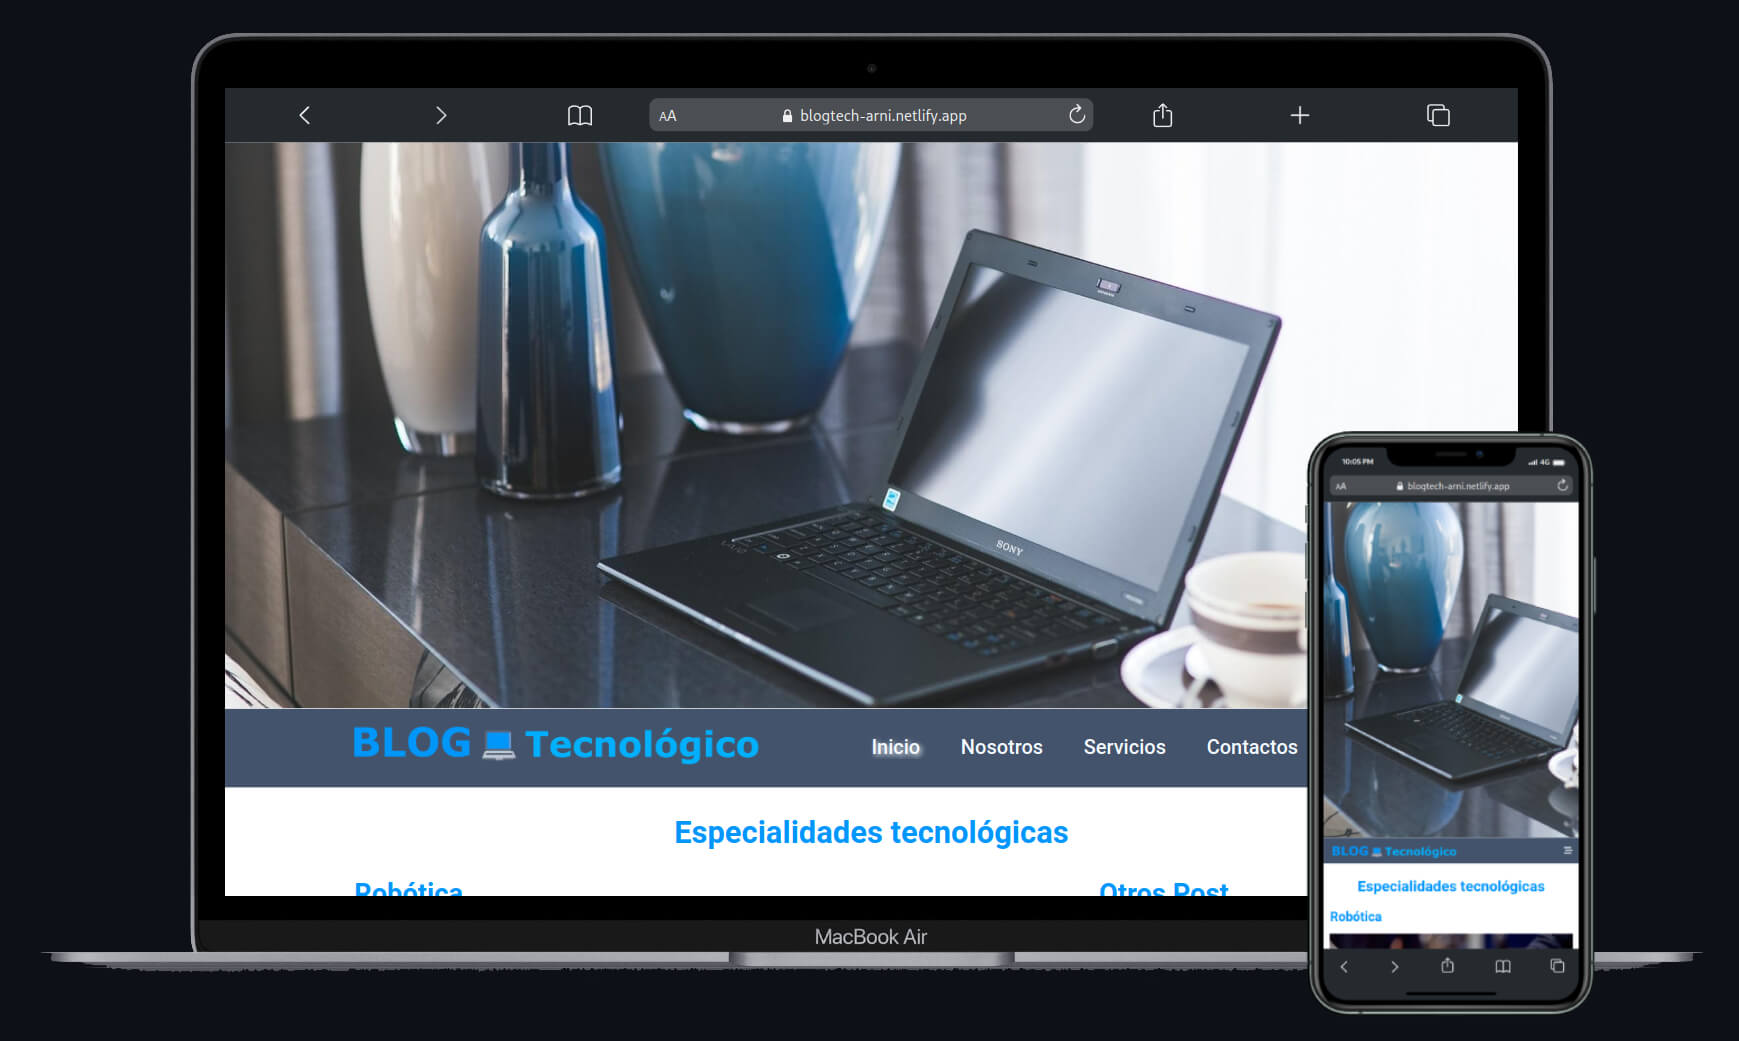 AA blogtech-arni.netlify.app
SONY
BLOG Tecnológico
Inicio Nosotros Servicios Contactos
Especialidades tecnológicas
Robótica Otros Post
MacBook Air
10:05 PM 4G
AA blogtech-arni.netlify.app
BLOG Tecnológico
Especialidades tecnológicas
Robótica